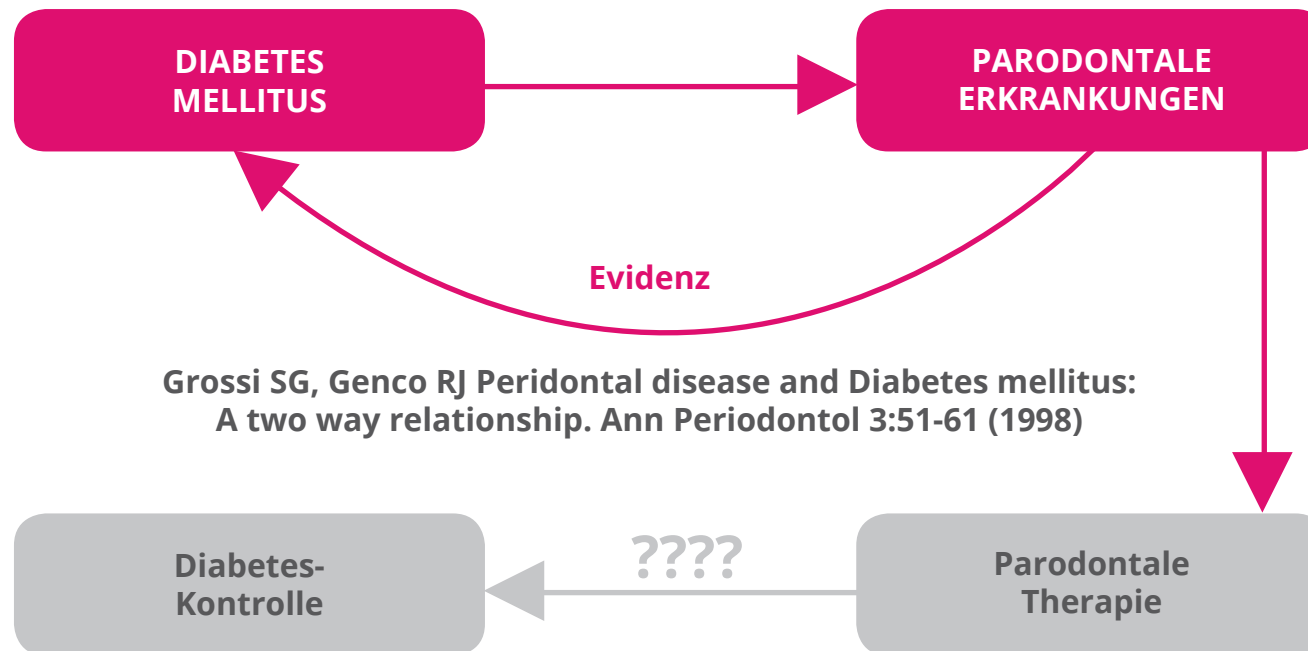 DIABETES
MELLITUS
PARODONTALE
ERKRANKUNGEN
Evidenz
Grossi SG, Genco RJ Peridontal disease and Diabetes mellitus:
A two way relationship. Ann Periodontol 3:51-61 (1998)
Diabetes-
Kontrolle
????
Parodontale
Therapie